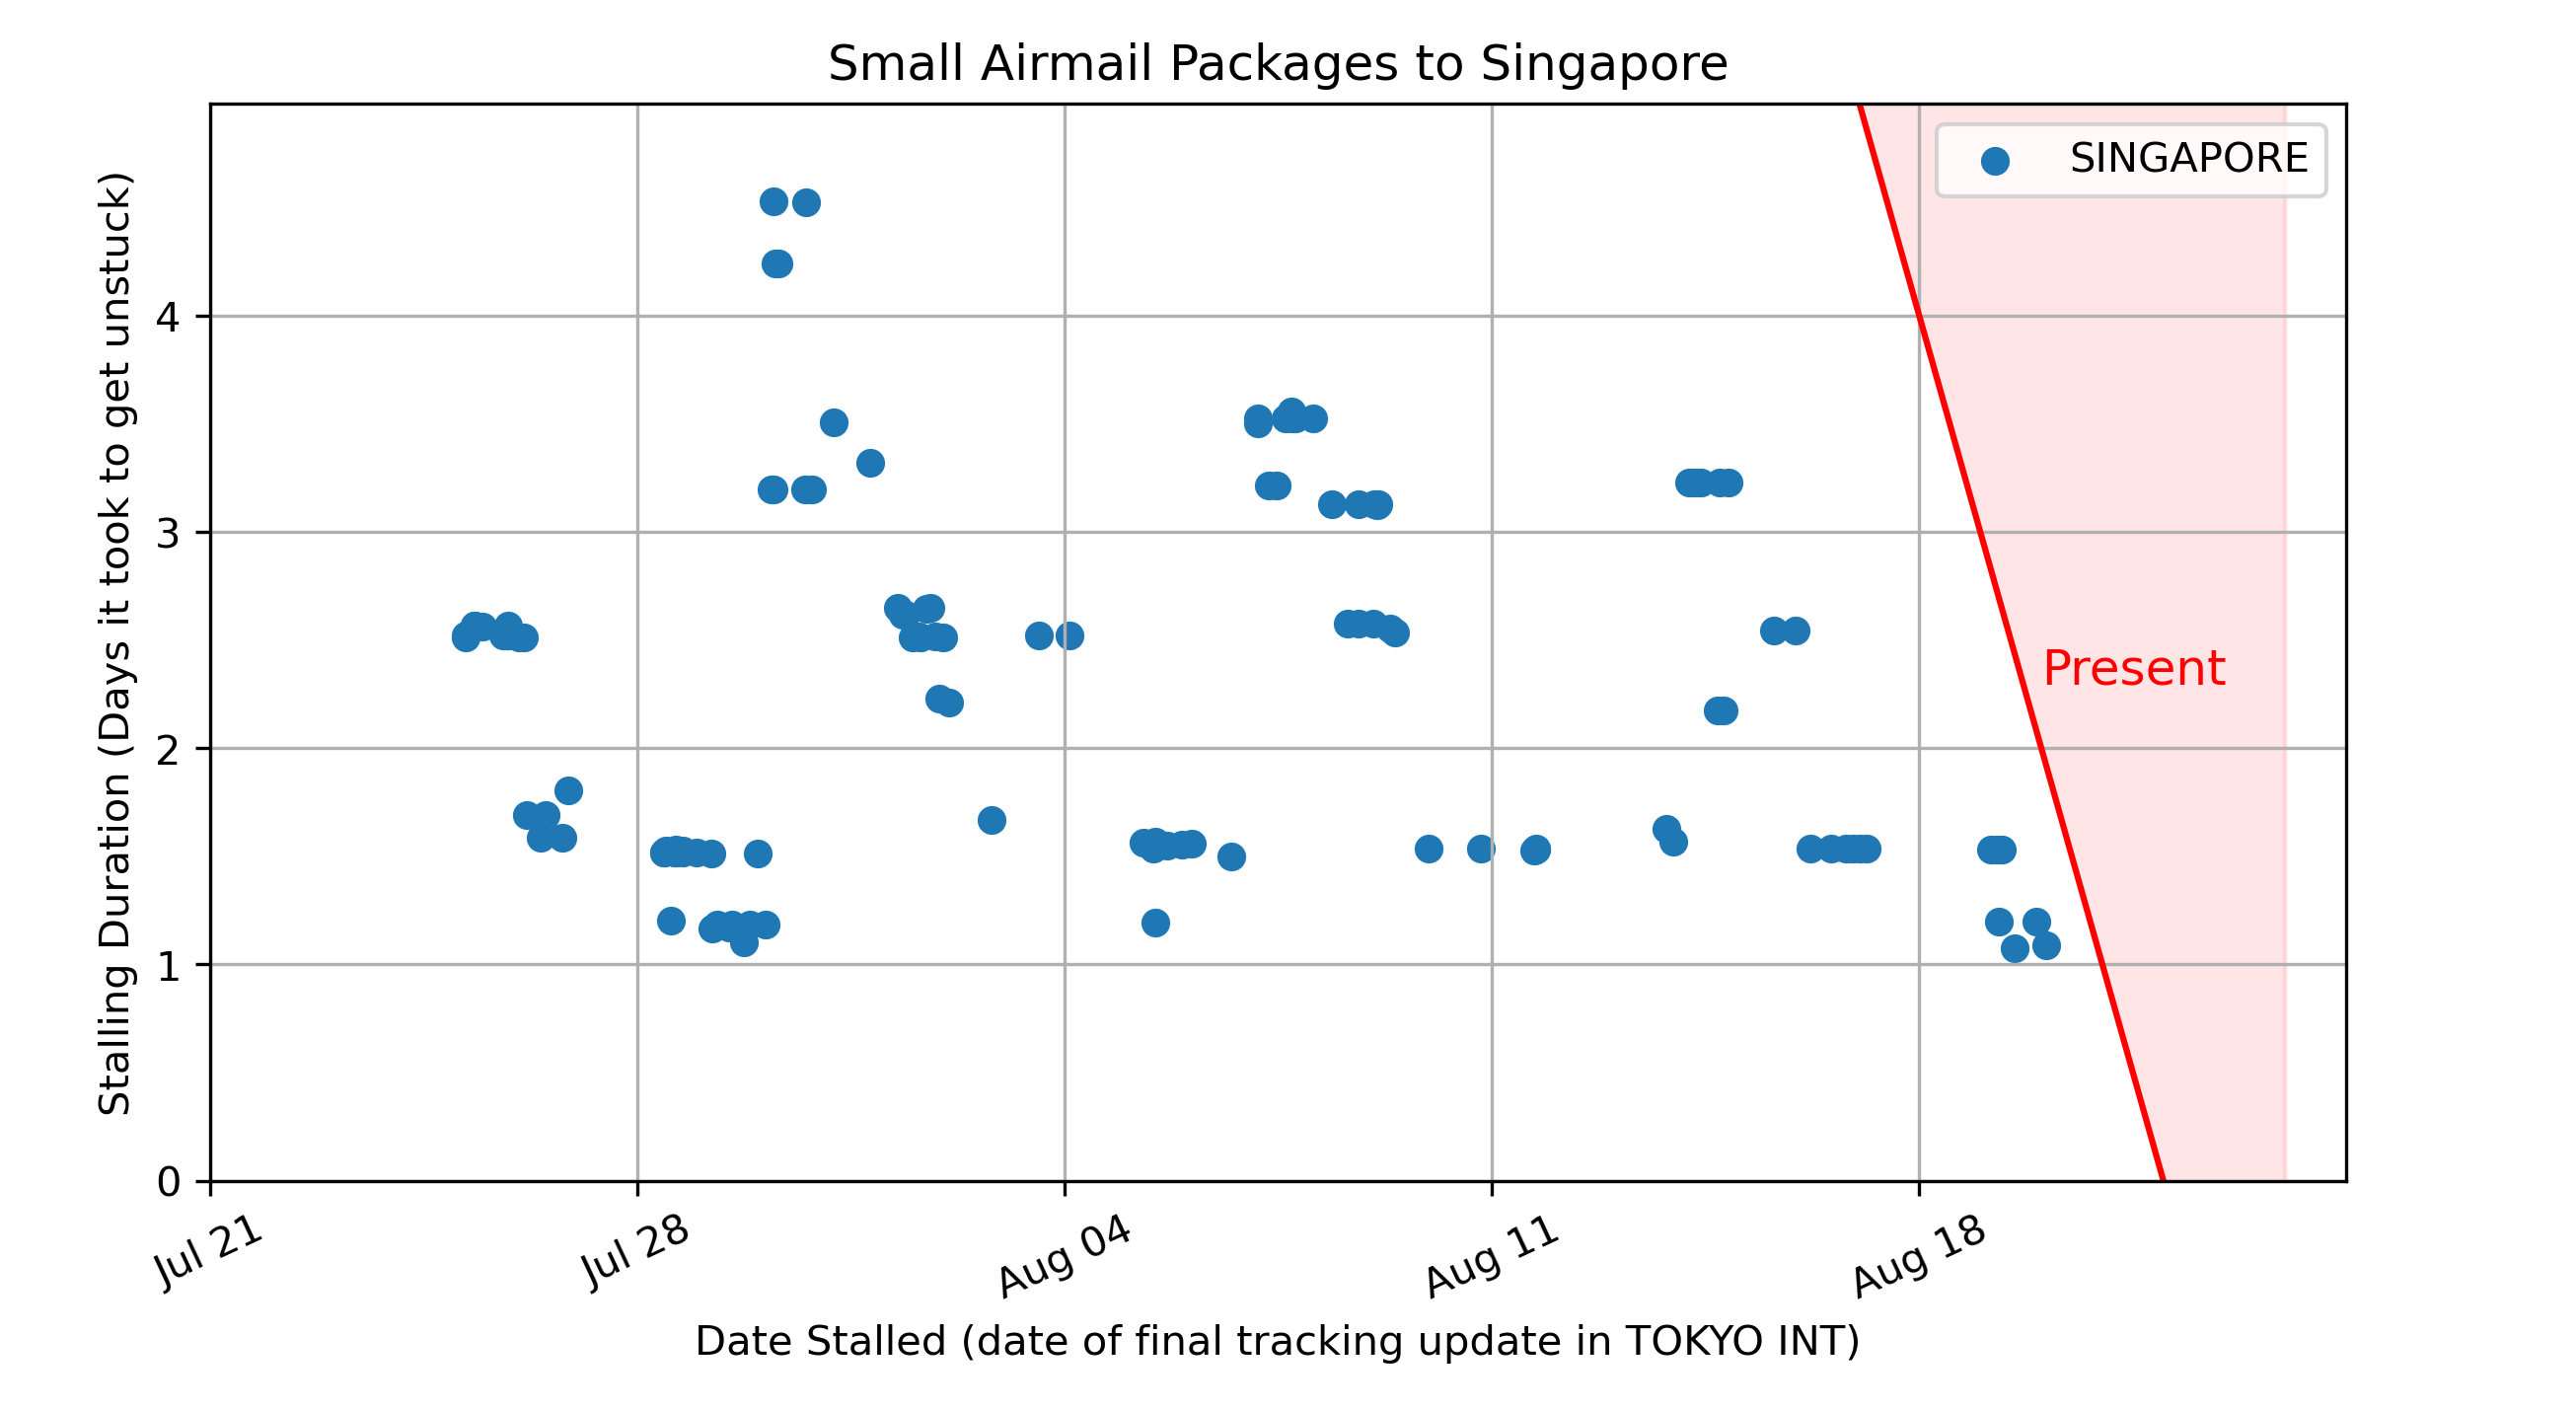 Small Airmail Packages to Singapore
SINGAPORE
Stalling Duration (Days it took to get unstuck)
4
3
2
1
0
Present
Jul 21
Jul 28
Aug 04
Aug 11
Aug 18
Date Stalled (date of final tracking update in TOKYO INT)